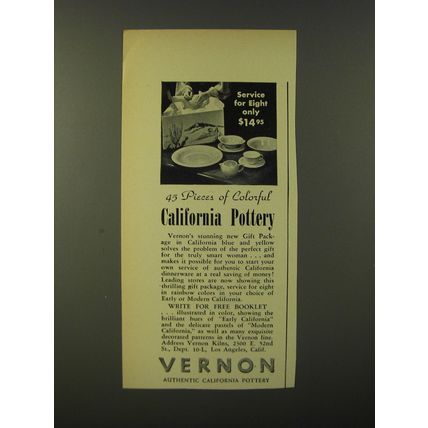 Service
for Eight
only
$14.95
45 Pieces of Colorful
California Pottery
Vernon's stunning new Gift Pack-
age in California blue and yellow
solves the problem of the perfect gift
for the truly smart woman . . . and
makes it possible for you to start your
own service of authentic California
dinnerware at a real saving of money!
Leading stores are now showing this
thrilling gift package, service for eight
in rainbow colors in your choice of
Early or Modern California.
WRITE FOR FREE BOOKLET
. . . illustrated in color, showing the
brilliant hues of "Early California"
and the delicate pastels of "Modern
California," as well as many exquisite
decorated patterns in the Vernon line.
Address Vernon Kilns, 2300 E. 52nd
St., Dept. 10-L, Los Angeles, Calif.
VERNON
AUTHENTIC CALIFORNIA POTTERY